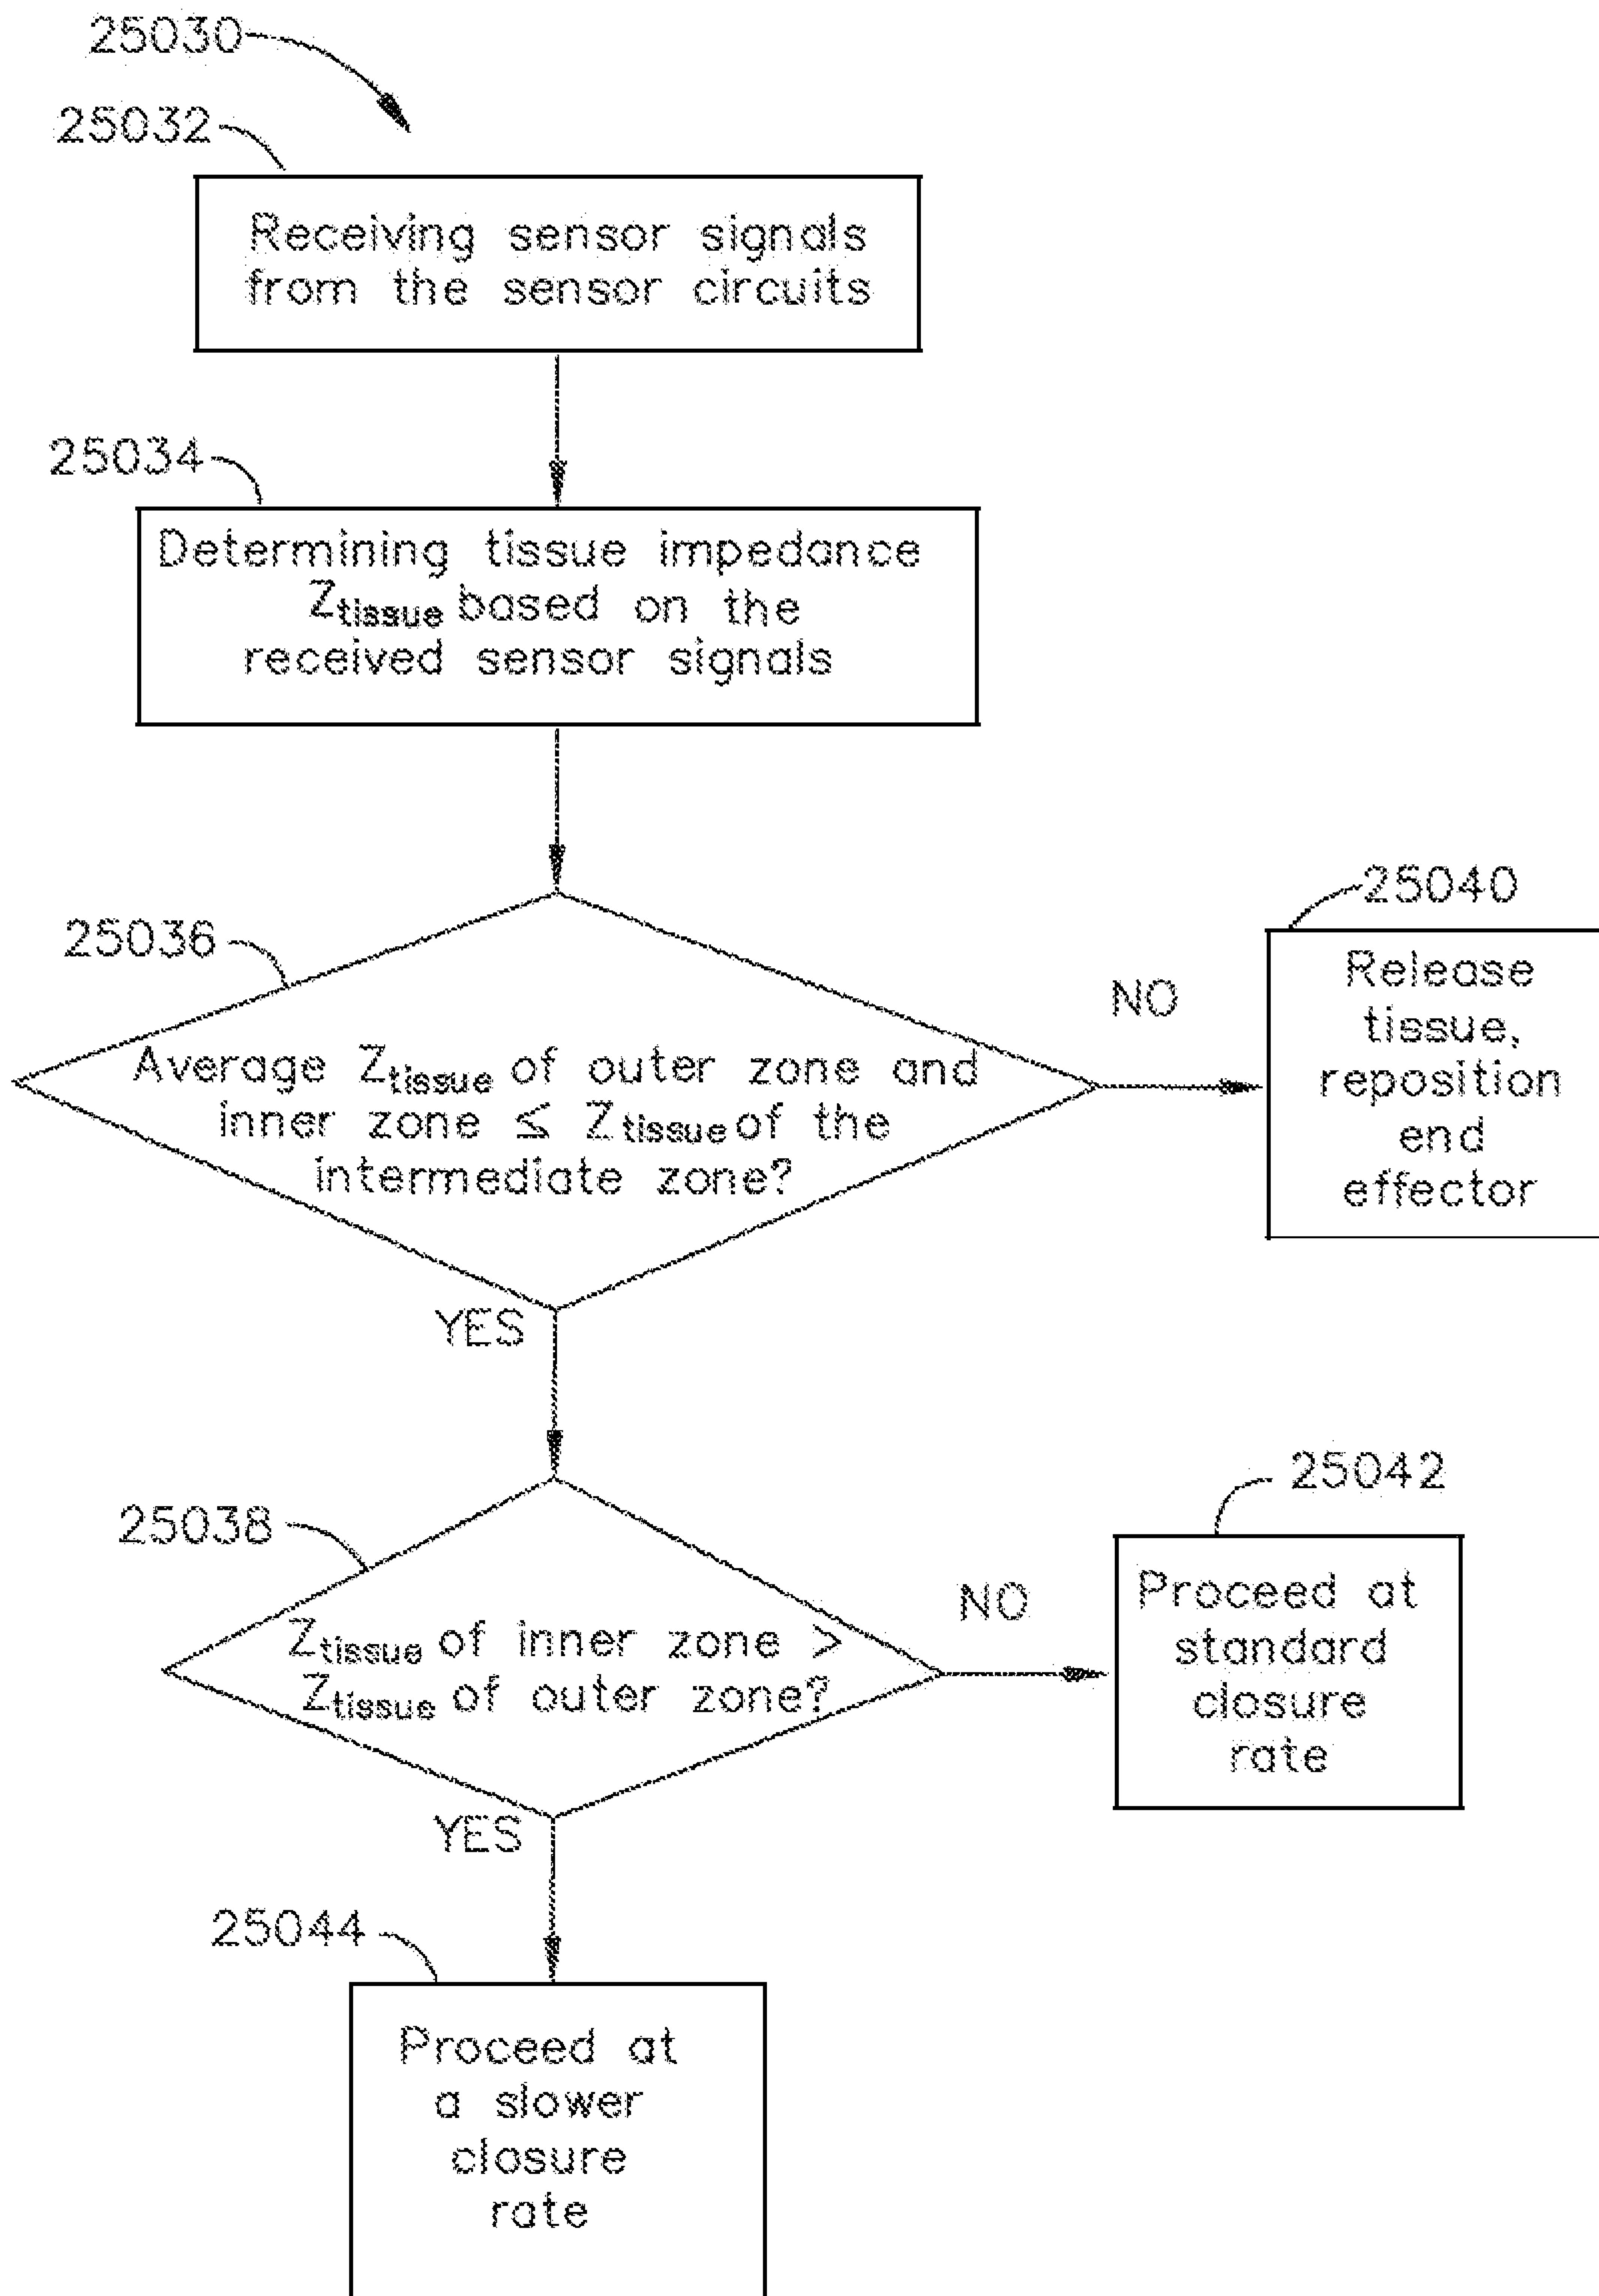 25030
25032
Receiving sensor signals
from the sensor circuits
25034
Determining tissue impedance
Ztissue based on the
received sensor signals
25036
Average Ztissue of outer zone and
inner zone ≤ Ztissue of the
intermediate zone?
NO
25040
Release
tissue,
reposition
end
effector
YES
25038
Ztissue of inner zone >
Ztissue of outer zone?
NO
25042
Proceed at
standard
closure
rate
YES
25044
Proceed at
a slower
closure
rate